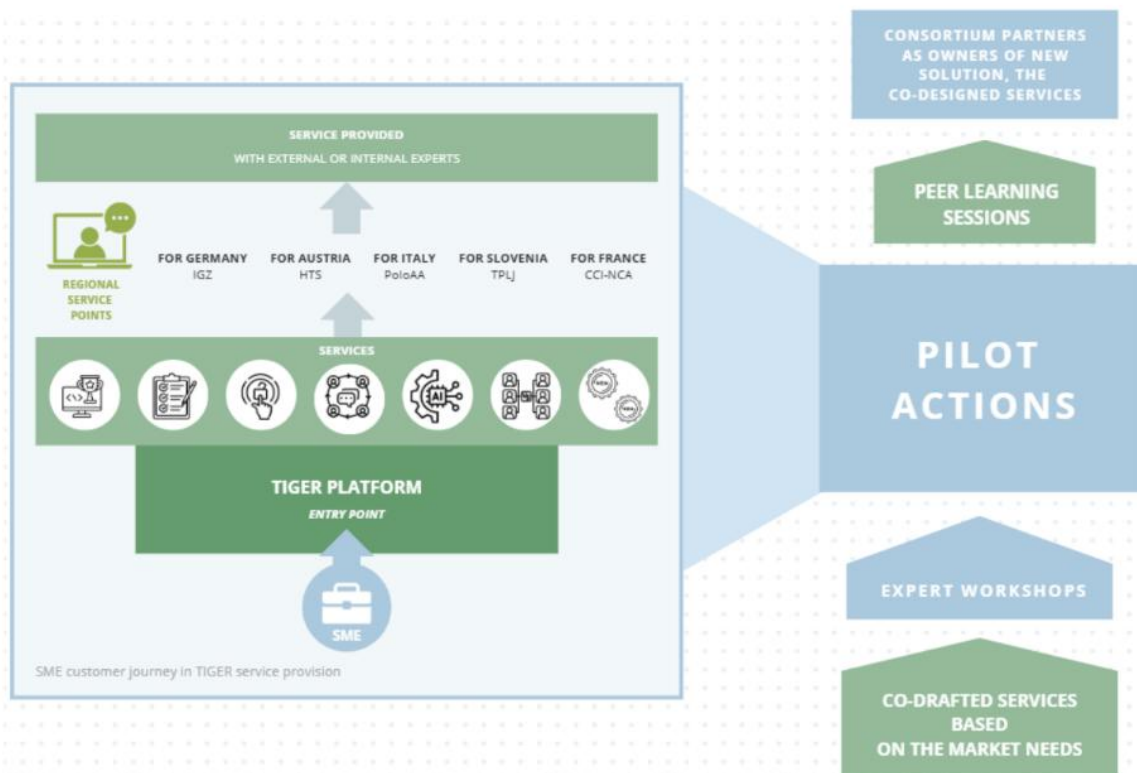 SERVICE PROVIDED
WITH EXTERNAL OR INTERNAL EXPERTS
REGIONAL
SERVICE
POINTS
FOR GERMANY
IGZ
FOR AUSTRIA
HTS
FOR ITALY
PoloAA
FOR SLOVENIA
TPLJ
FOR FRANCE
CCI-NCA
SERVICES
</>
AI
TIGER PLATFORM
ENTRY POINT
SME
SME customer journey in TIGER service provision
CONSORTIUM PARTNERS
AS OWNERS OF NEW
SOLUTION, THE
CO-DESIGNED SERVICES
PEER LEARNING
SESSIONS
PILOT
ACTIONS
EXPERT WORKSHOPS
CO-DRAFTED SERVICES
BASED
ON THE MARKET NEEDS